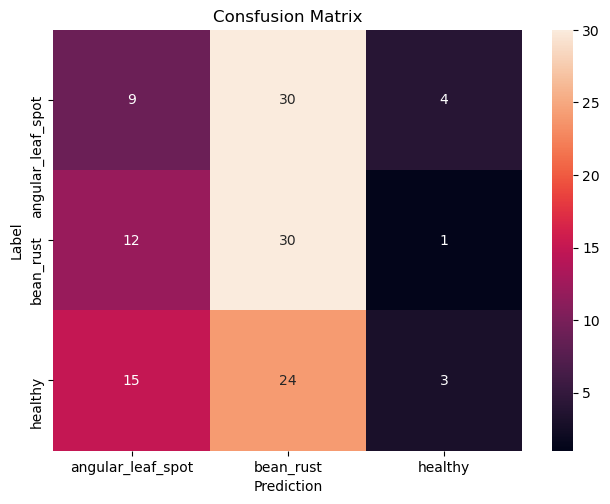 Consfusion Matrix
Label
angular_leaf_spot
9 30 4
bean_rust
12 30 1
healthy
15 24 3
angular_leaf_spot bean_rust healthy
Prediction
30
25
20
15
10
5